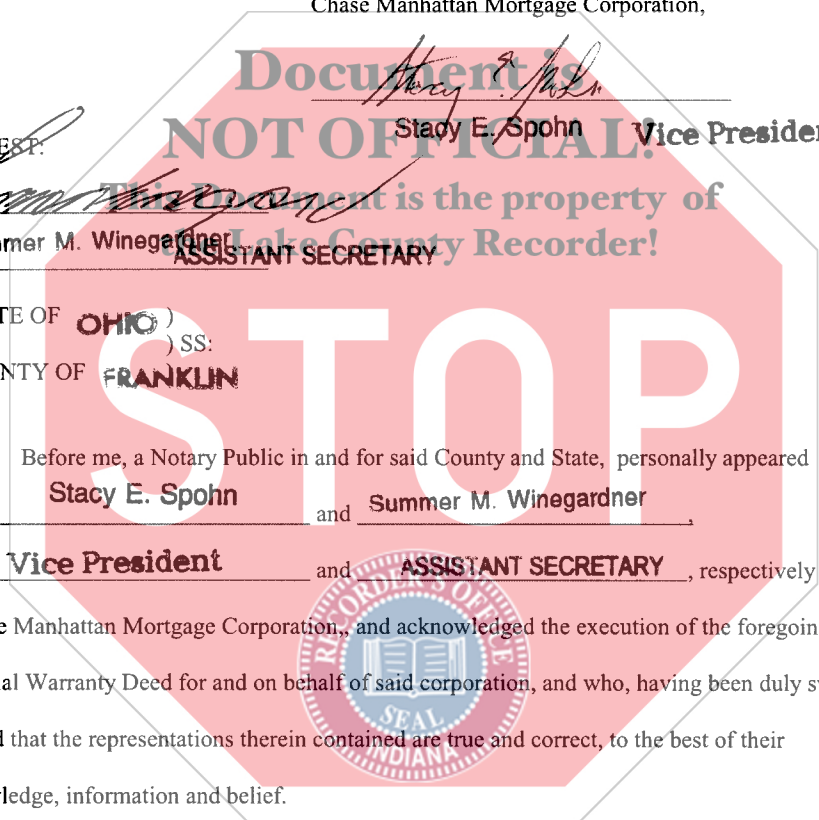 Chase Manhattan Mortgage Corporation,
Document is
NOT OFFICIAL!
This Document is the property of
the Lake County Recorder!
STOP
Stacy E. Spohn
Stacy E. Spohn Vice Presiden
EST:
mer M. Winegardner
ASSISTANT SECRETARY
TE OF OHIO )
) SS:
NTY OF FRANKLIN
Before me, a Notary Public in and for said County and State, personally appeared
Stacy E. Spohn and Summer M. Winegardner,
Vice President and ASSISTANT SECRETARY, respectively
e Manhattan Mortgage Corporation,, and acknowledged the execution of the foregoin
al Warranty Deed for and on behalf of said corporation, and who, having been duly s
d that the representations therein contained are true and correct, to the best of their
ledge, information and belief.
RECORDER'S OFFICE
SEAL
INDIANA